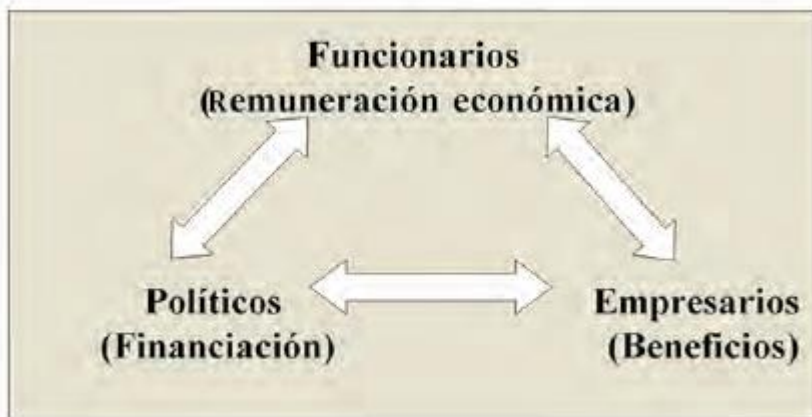 Funcionarios
(Remuneración económica)
Políticos
(Financiación)
Empresarios
(Beneficios)